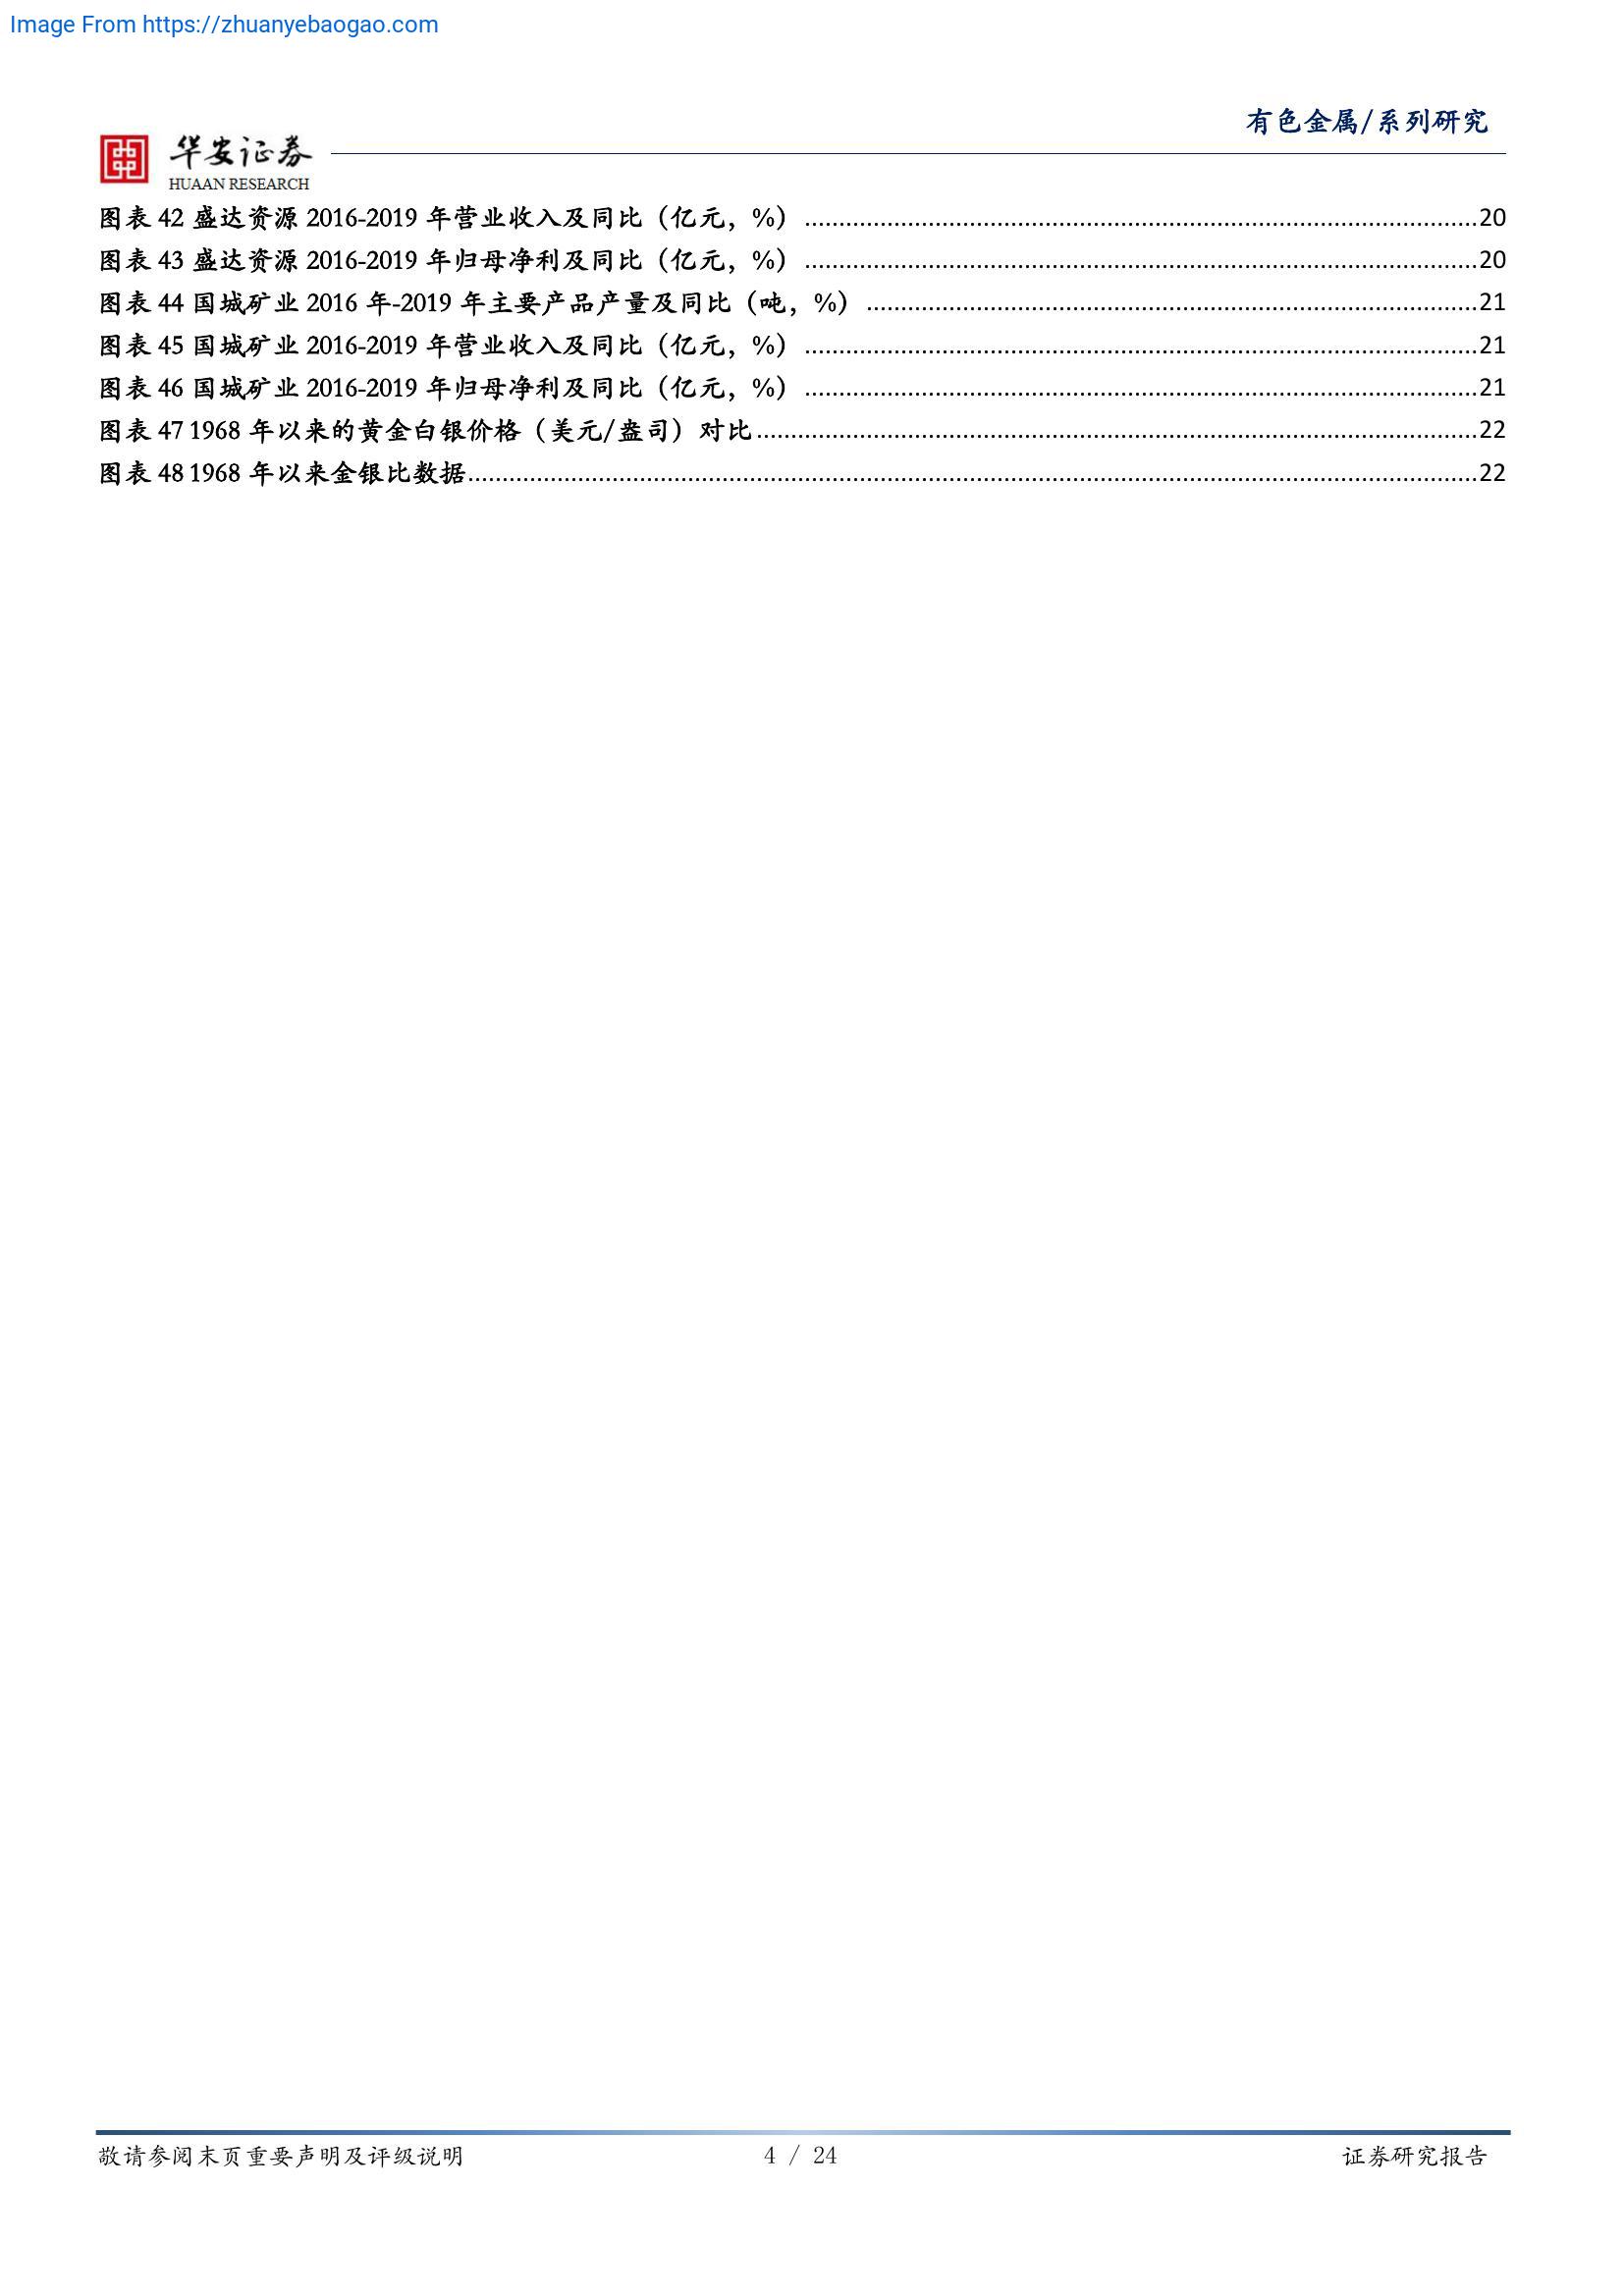 Image From https://zhuanyebaogao.com
有色金属/系列研究
华安证券
HUAAN RESEARCH
图表 42 盛达资源 2016-2019 年营业收入及同比（亿元，%） ........................................20
图表 43 盛达资源 2016-2019 年归母净利及同比（亿元，%） ........................................20
图表 44 国城矿业 2016 年-2019 年主要产品产量及同比（吨，%） ........................................21
图表 45 国城矿业 2016-2019 年营业收入及同比（亿元，%） ........................................21
图表 46 国城矿业 2016-2019 年归母净利及同比（亿元，%） ........................................21
图表 47 1968 年以来的黄金白银价格（美元/盎司）对比........................................22
图表 48 1968 年以来金银比数据........................................22
敬请参阅末页重要声明及评级说明
4 / 24
证券研究报告